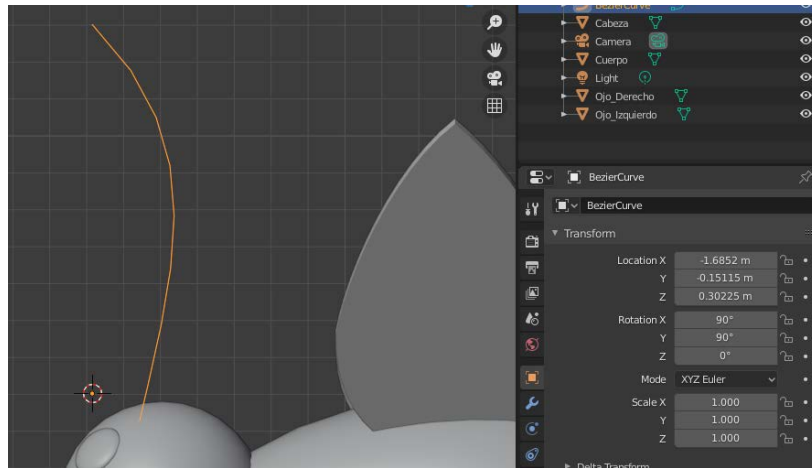 BezierCurve
Cabeza
Camera
Cuerpo
Light
Ojo_Derecho
Ojo_Izquierdo
BezierCurve
BezierCurve
Transform
Location X -1.6852 m
Y -0.15115 m
Z 0.30225 m
Rotation X 90°
Y 90°
Z 0°
Mode XYZ Euler
Scale X 1.000
Y 1.000
Z 1.000
Delta Transform